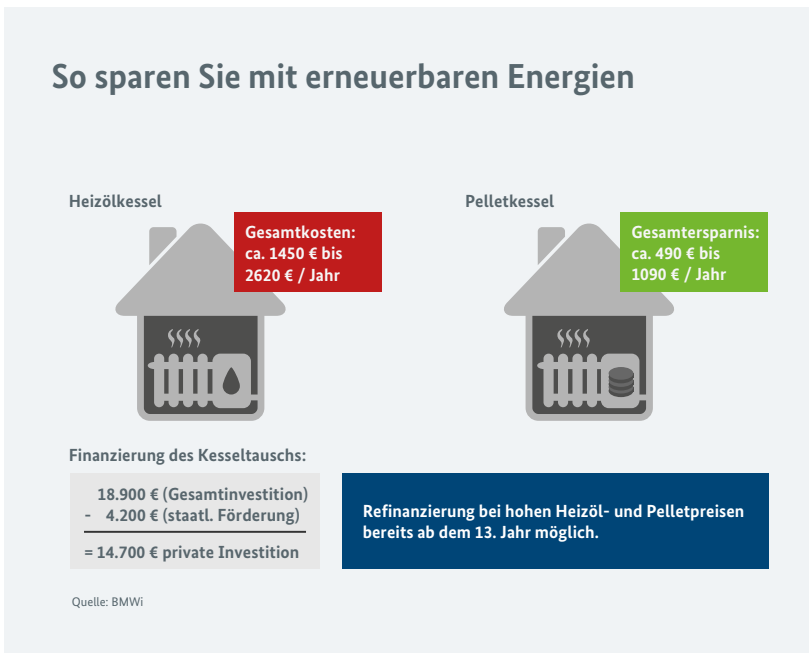 So sparen Sie mit erneuerbaren Energien
Heizölkessel
Gesamtkosten:
ca. 1450 € bis
2620 € / Jahr
Pelletkessel
Gesamtersparnis:
ca. 490 € bis
1090 € / Jahr
Finanzierung des Kesseltauschs:
18.900 € (Gesamtinvestition)
- 4.200 € (staatl. Förderung)
= 14.700 € private Investition
Refinanzierung bei hohen Heizöl- und Pelletpreisen
bereits ab dem 13. Jahr möglich.
Quelle: BMWi